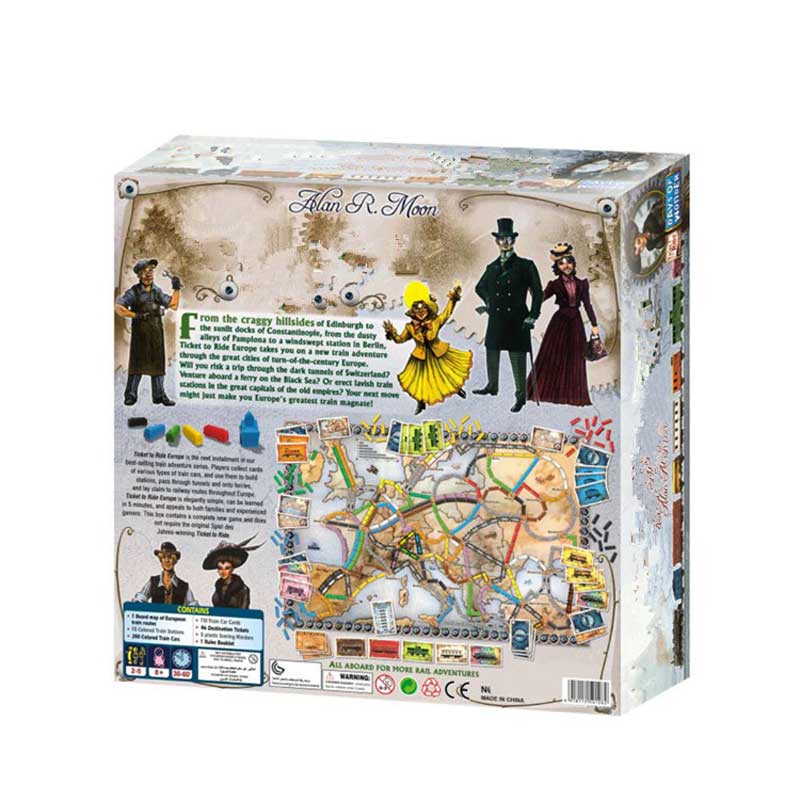 Alan R. Moon
DAYS OF
WONDER
From the craggy hillsides of Edinburgh to
the sunlit docks of Constantinople, from the dusty
alleys of Pamplona to a windswept station in Berlin,
Ticket to Ride Europe takes you on a new train adventure
through the great cities of turn-of-the-century Europe.
Will you risk a trip through the dark tunnels of Switzerland?
Venture aboard a ferry on the Black Sea? Or erect lavish train
stations in the great capitals of the old empires? Your next move
might just make you Europe's greatest train magnate!
Ticket to Ride Europe is the next installment in our
best-selling train adventure series. Players collect cards
of various types of train cars, and use them to build
stations, pass through tunnels and onto ferries,
and lay claim to railway routes throughout Europe.
Ticket to Ride Europe is elegantly simple, can be learned
in 5 minutes, and appeals to both families and experienced
gamers. This box contains a complete new game and does
not require the original Spiel des
Jahres-winning Ticket to Ride.
CONTAINS
• 1 Board map of European
train routes
• 15 Colored Train Stations
• 240 Colored Train Cars
• 110 Train Car Cards
• 46 Destination Tickets
• 5 plastic Scoring Markers
• 1 Rules Booklet
2-5
8+
30-60'
ALL ABOARD FOR MORE RAIL ADVENTURES
WARNING:
CE
MADE IN CHINA
Alan R. Moon